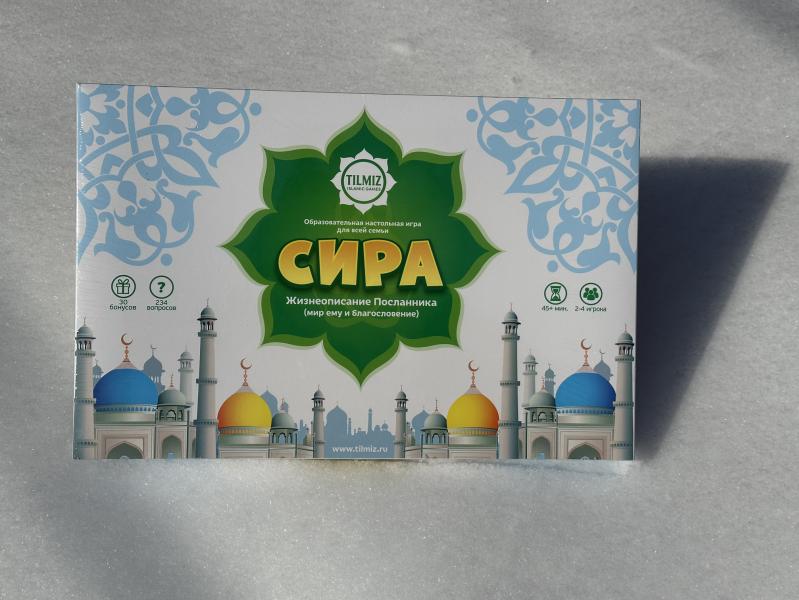 TILMIZ
ISLAMIC GAMES
Образовательная настольная игра
для всей семьи
СИРА
Жизнеописание Посланника
(мир ему и благословение)
30
бонусов
?
234
вопросов
45+ мин.
2-4 игрока
www.tilmiz.ru